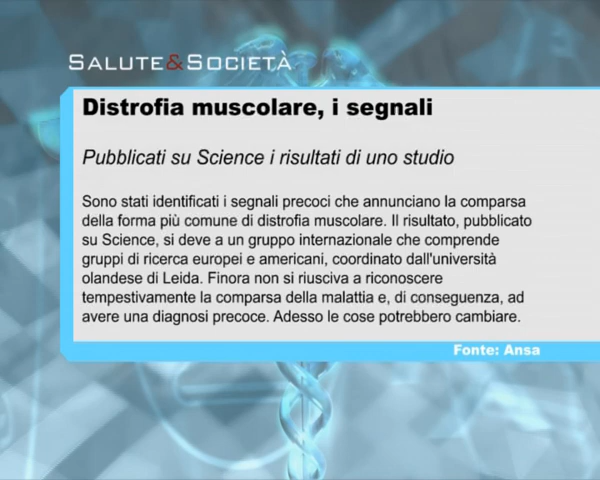 SALUTE&SOCIETÀ
Distrofia muscolare, i segnali
Pubblicati su Science i risultati di uno studio
Sono stati identificati i segnali precoci che annunciano la comparsa
della forma più comune di distrofia muscolare. Il risultato, pubblicato
su Science, si deve a un gruppo internazionale che comprende
gruppi di ricerca europei e americani, coordinato dall'università
olandese di Leida. Finora non si riusciva a riconoscere
tempestivamente la comparsa della malattia e, di conseguenza, ad
avere una diagnosi precoce. Adesso le cose potrebbero cambiare.
Fonte: Ansa